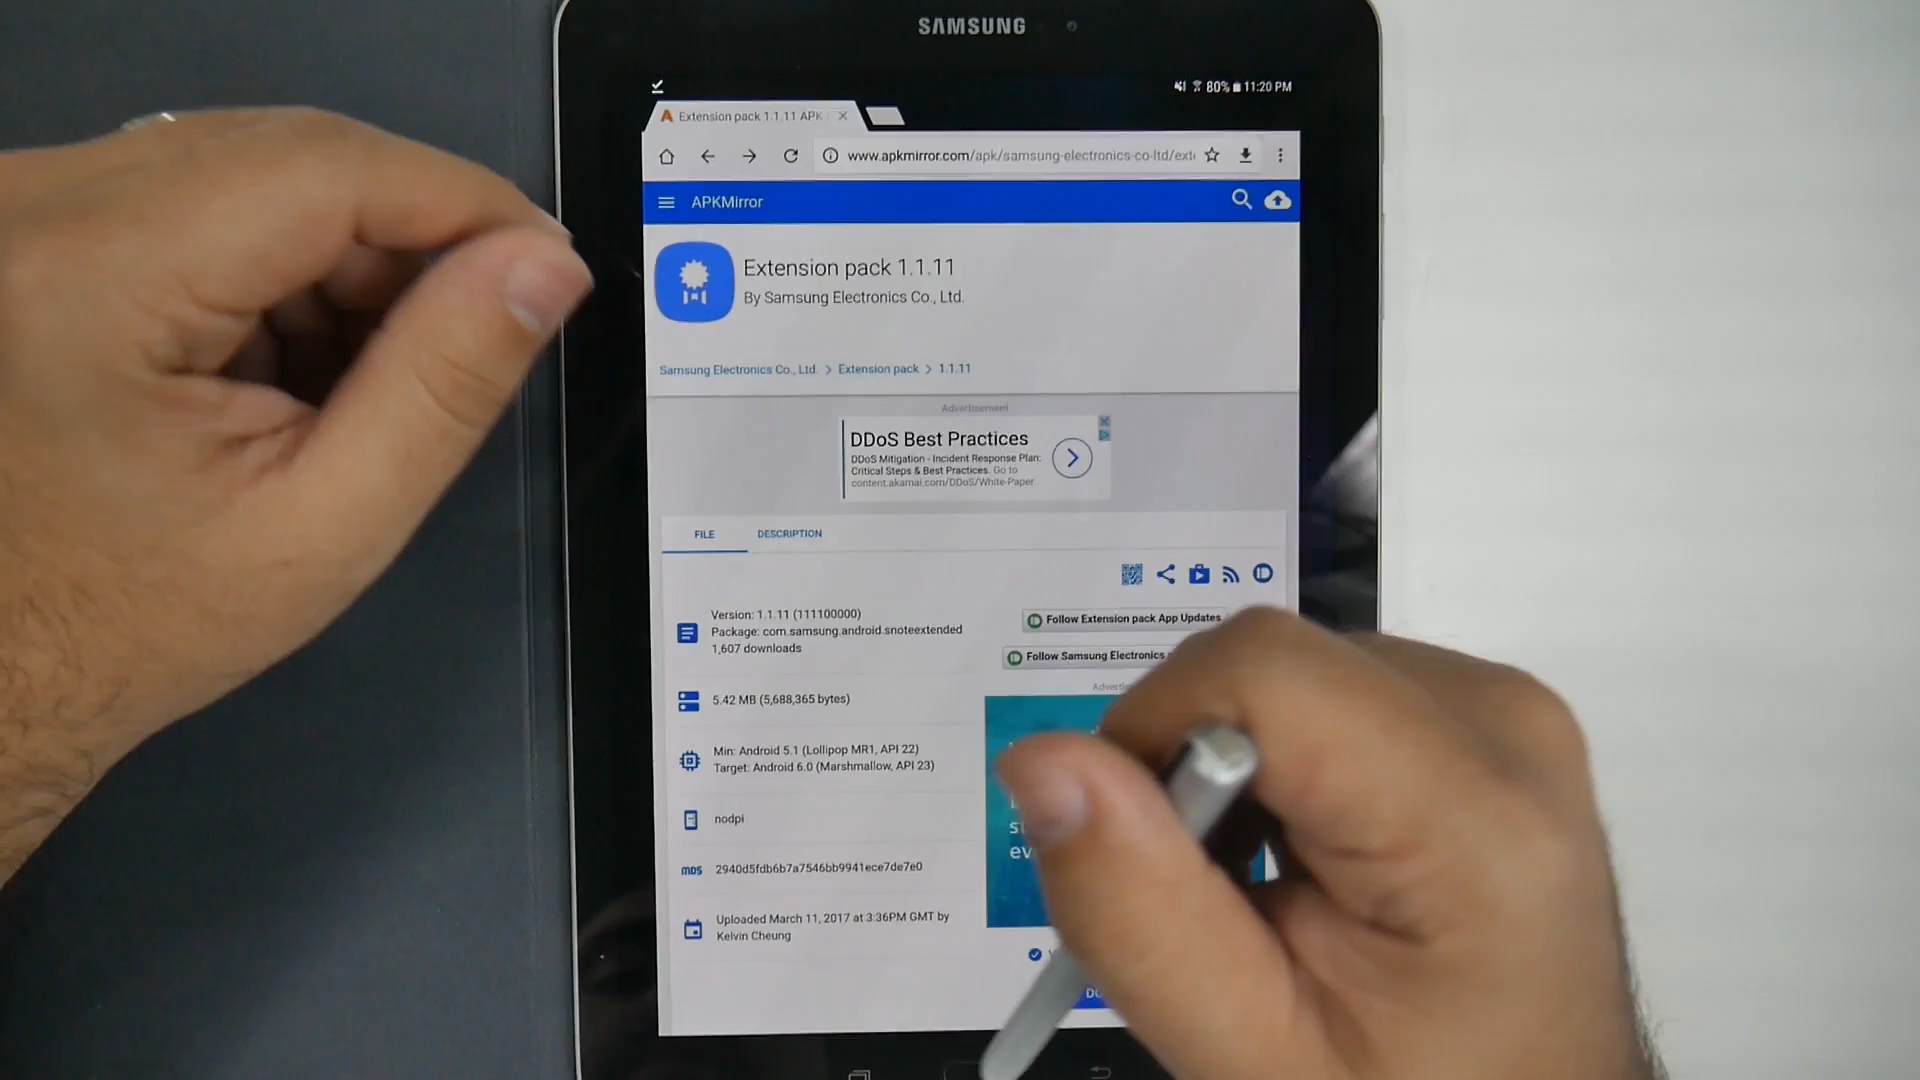 SAMSUNG
80% 11:20 PM
Extension pack 1.1.11 APK
www.apkmirror.com/apk/samsung-electronics-co-ltd/exte
APKMirror
Extension pack 1.1.11
By Samsung Electronics Co., Ltd.
Samsung Electronics Co., Ltd. > Extension pack > 1.1.11
Advertisement
DDoS Best Practices
DDoS Mitigation - Incident Response Plan:
Critical Steps & Best Practices. Go to
content.akamai.com/DDoS/White-Paper
FILE DESCRIPTION
Version: 1.1.11 (111100000)
Package: com.samsung.android.snoteextended
1,607 downloads
Follow Extension pack App Updates
Follow Samsung Electronics
5.42 MB (5,688,365 bytes)
Min: Android 5.1 (Lollipop MR1, API 22)
Target: Android 6.0 (Marshmallow, API 23)
nodpi
MD5 2940d5fdb6b7a7546bb9941ece7de7e0
Uploaded March 11, 2017 at 3:36PM GMT by
Kelvin Cheung